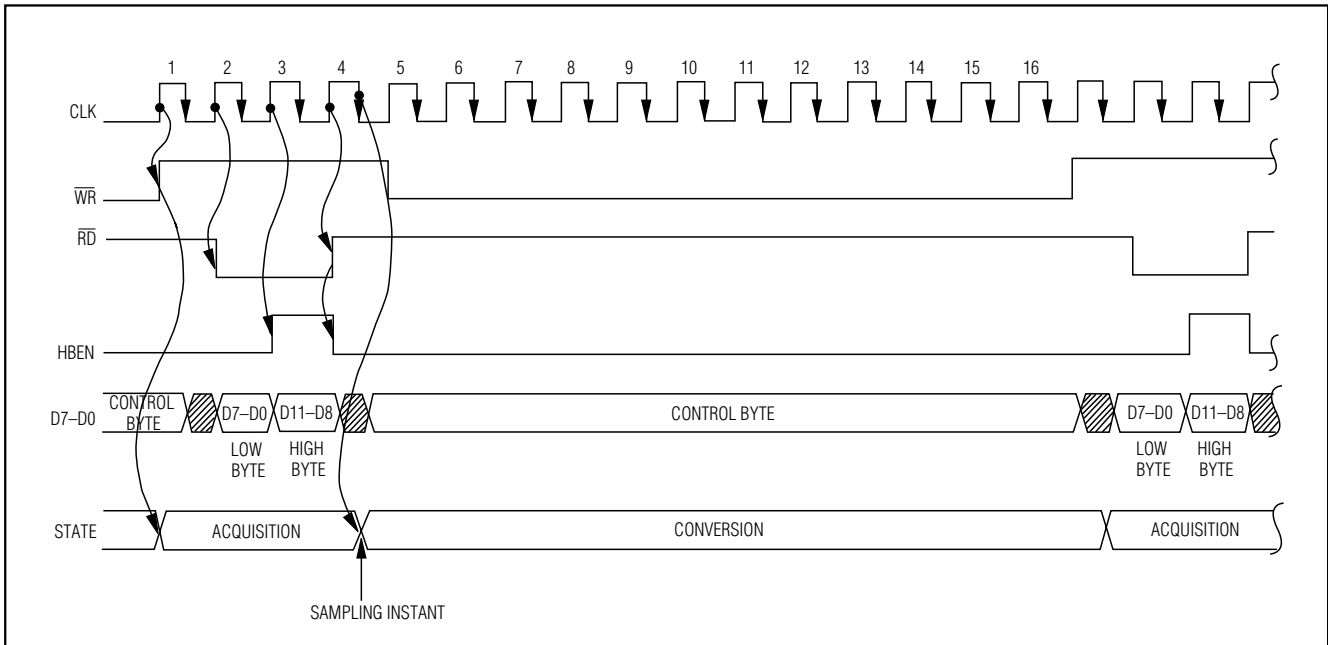 1 2 3 4 5 6 7 8 9 10 11 12 13 14 15 16
CLK
WR
RD
HBEN
D7–D0
CONTROL
BYTE
D7–D0
D11–D8
CONTROL BYTE
D7–D0
D11–D8
LOW
BYTE
HIGH
BYTE
LOW
BYTE
HIGH
BYTE
STATE
ACQUISITION
CONVERSION
ACQUISITION
SAMPLING INSTANT